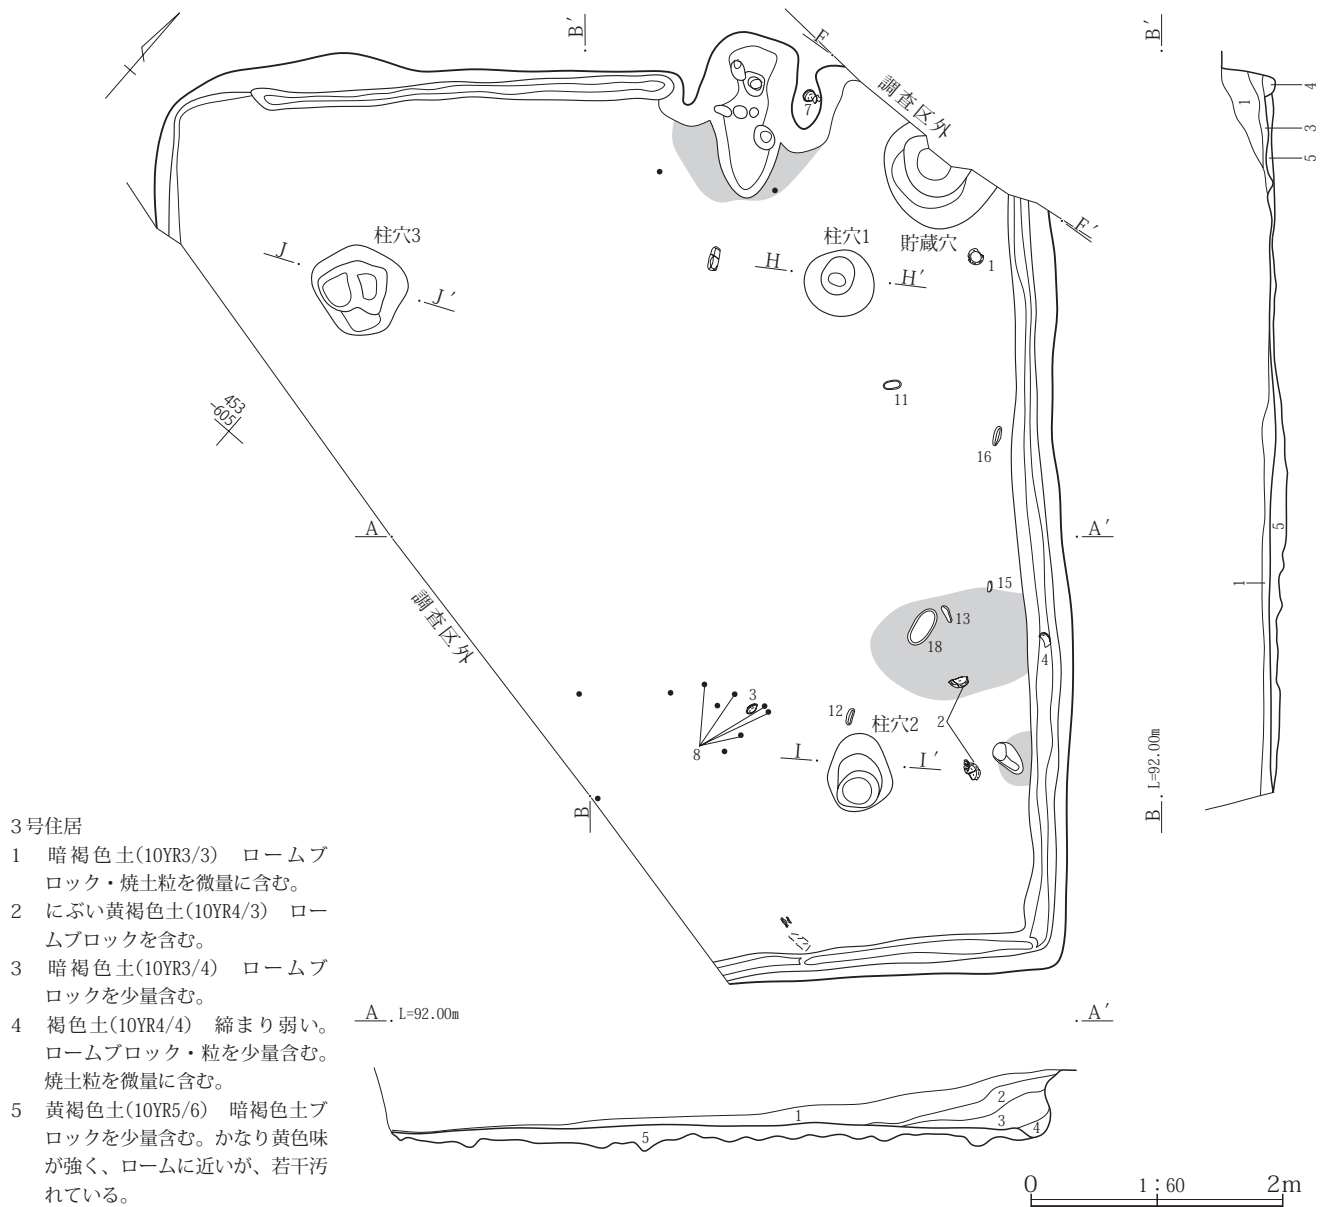 B′
B′
E
調査区外
7
1
4
3
5
柱穴3
J
J′
柱穴1
H
H′
貯蔵穴
1
E′
453
-605
11
16
A
A′
5
1
調査区外
15
13
18
4
2
3
12
柱穴2
8
I
I′
B
B L=92.00m
3号住居
1 暗褐色土(10YR3/3) ロームブ
ロック・焼土粒を微量に含む。
2 にぶい黄褐色土(10YR4/3) ロー
ムブロックを含む。
3 暗褐色土(10YR3/4) ロームブ
ロックを少量含む。
4 褐色土(10YR4/4) 締まり弱い。
ロームブロック・粒を少量含む。
焼土粒を微量に含む。
5 黄褐色土(10YR5/6) 暗褐色土ブ
ロックを少量含む。かなり黄色味
が強く、ロームに近いが、若干汚
れている。
A L=92.00m
A′
1
2
3
4
5
0 1：60 2m